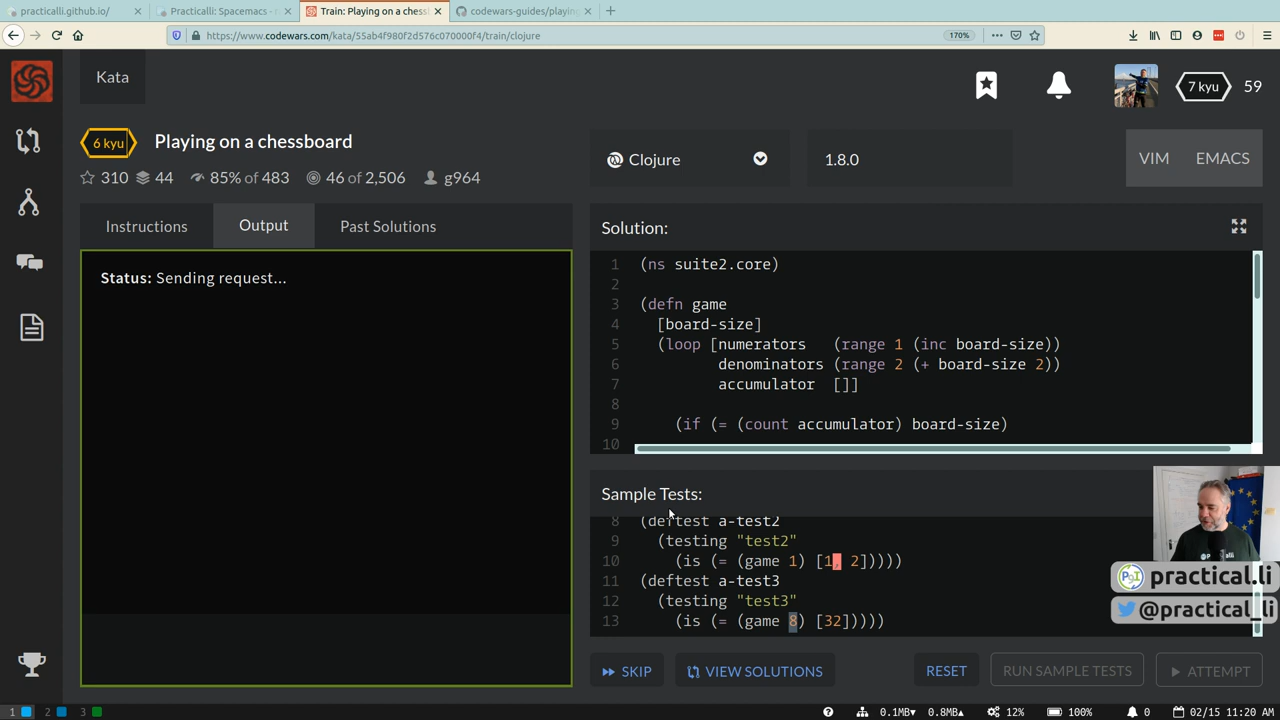 practicalli.github.io/
Practicalli: Spacemacs -
Train: Playing on a chess
codewars-guides/playing
https://www.codewars.com/kata/55ab4f980f2d576c070000f4/train/clojure
170%
Kata
7 kyu
59
6 kyu
Playing on a chessboard
310
44
85% of 483
46 of 2,506
g964
Clojure
1.8.0
VIM
EMACS
Instructions
Output
Past Solutions
Status: Sending request...
Solution:
1 (ns suite2.core)
2
3 (defn game
4 [board-size]
5 (loop [numerators (range 1 (inc board-size))
6 denominators (range 2 (+ board-size 2))
7 accumulator []]
8
9 (if (= (count accumulator) board-size)
10
Sample Tests:
8 (deftest a-test2
9 (testing "test2"
10 (is (= (game 1) [1, 2]))))
11 (deftest a-test3
12 (testing "test3"
13 (is (= (game 8) [32]))))
practical.li
@practical_li
SKIP
VIEW SOLUTIONS
RESET
RUN SAMPLE TESTS
ATTEMPT
1
2
3
0.1MB
0.8MB
12%
100%
0
02/15 11:20 AM